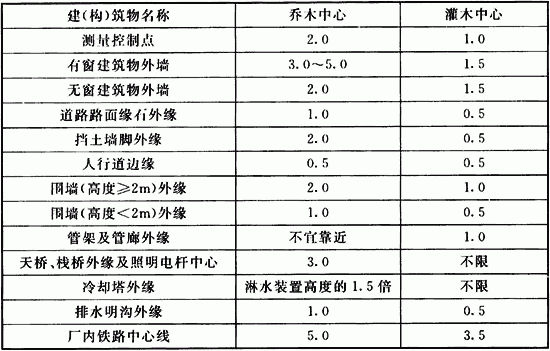 建(构)筑物名称 乔木中心 灌木中心
测量控制点 2.0 1.0
有窗建筑物外墙 3.0～5.0 1.5
无窗建筑物外墙 2.0 1.5
道路路面缘石外缘 1.0 0.5
挡土墙脚外缘 2.0 0.5
人行道边缘 0.5 0.5
围墙(高度≥2m)外缘 2.0 1.0
围墙(高度<2m)外缘 1.0 0.5
管架及管廊外缘 不宜靠近 1.0
天桥、栈桥外缘及照明电杆中心 3.0 不限
冷却塔外缘 淋水装置高度的1.5倍 不限
排水明沟外缘 1.0 0.5
厂内铁路中心线 5.0 3.5